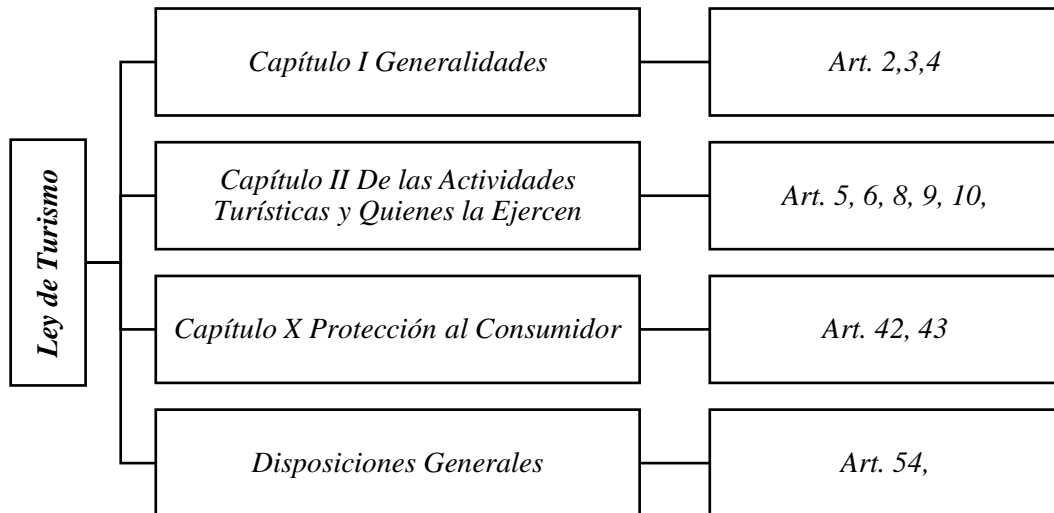 Ley de Turismo
Capítulo I Generalidades
Art. 2,3,4
Capítulo II De las Actividades
Turísticas y Quienes la Ejercen
Art. 5, 6, 8, 9, 10,
Capítulo X Protección al Consumidor
Art. 42, 43
Disposiciones Generales
Art. 54,